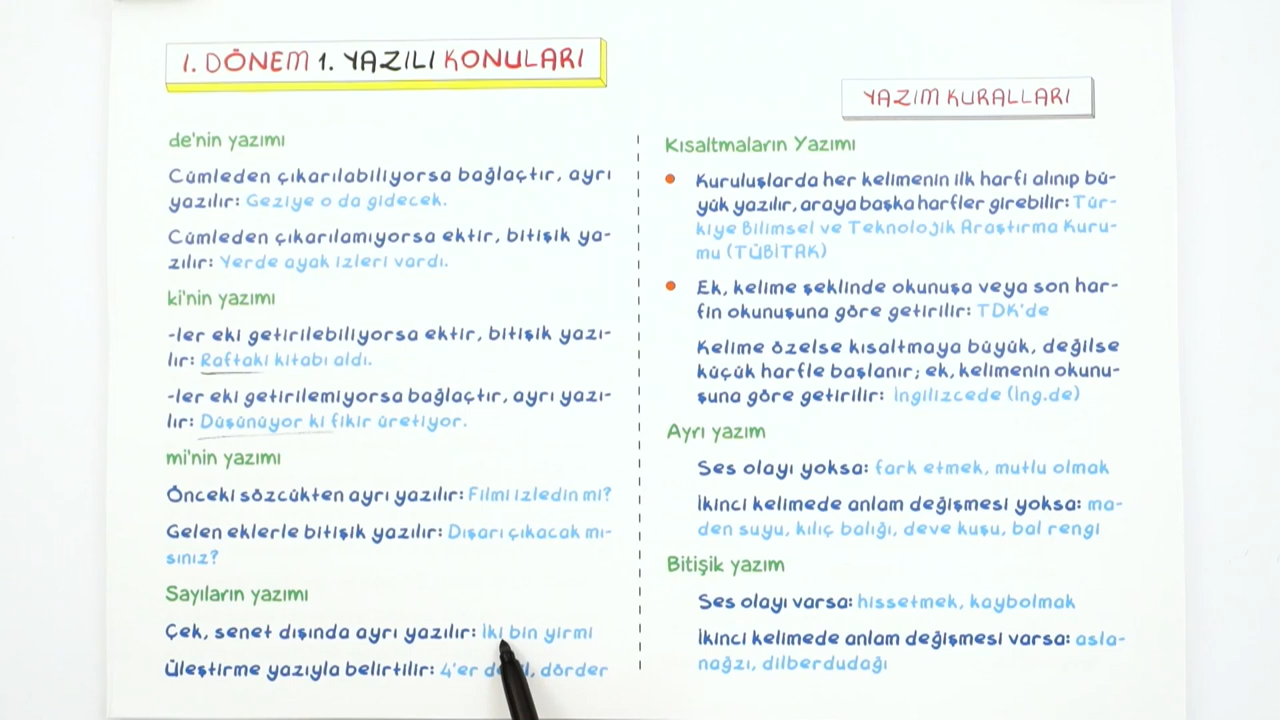 1. DÖNEM 1. YAZILI KONULARI
de'nin yazımı
Cümleden çıkarılabiliyorsa bağlaçtır, ayrı
yazılır: Geziye o da gidecek.
Cümleden çıkarılamıyorsa ektir, bitişik ya-
zılır: Yerde ayak izleri vardı.
ki'nin yazımı
-ler eki getirilebiliyorsa ektir, bitişik yazı-
lır: Raftaki kitabı aldı.
-ler eki getirilemiyorsa bağlaçtır, ayrı yazı-
lır: Düşünüyor ki fikir üretiyor.
mi'nin yazımı
Önceki sözcükten ayrı yazılır: Filmi izledin mi?
Gelen eklerle bitişik yazılır: Dışarı çıkacak mı-
sınız?
Sayıların yazımı
Çek, senet dışında ayrı yazılır: İki bin yirmi
Üleştirme yazıyla belirtilir: 4'er dörder
YAZIM KURALLARI
Kısaltmaların Yazımı
Kuruluşlarda her kelimenin ilk harfi alınıp bü-
yük yazılır, araya başka harfler girebilir: Tür-
kiye Bilimsel ve Teknolojik Araştırma Kuru-
mu (TÜBİTAK)
Ek, kelime şeklinde okunuşa veya son har-
fin okunuşuna göre getirilir: TDK'de
Kelime özelse kısaltmaya büyük, değilse
küçük harfle başlanır; ek, kelimenin okunu-
şuna göre getirilir: İngilizcede (İng.de)
Ayrı yazım
Ses olayı yoksa: fark etmek, mutlu olmak
İkinci kelimede anlam değişmesi yoksa: ma-
den suyu, kılıç balığı, deve kuşu, bal rengi
Bitişik yazım
Ses olayı varsa: hissetmek, kaybolmak
İkinci kelimede anlam değişmesi varsa: asla-
nağzı, dilberdudağı